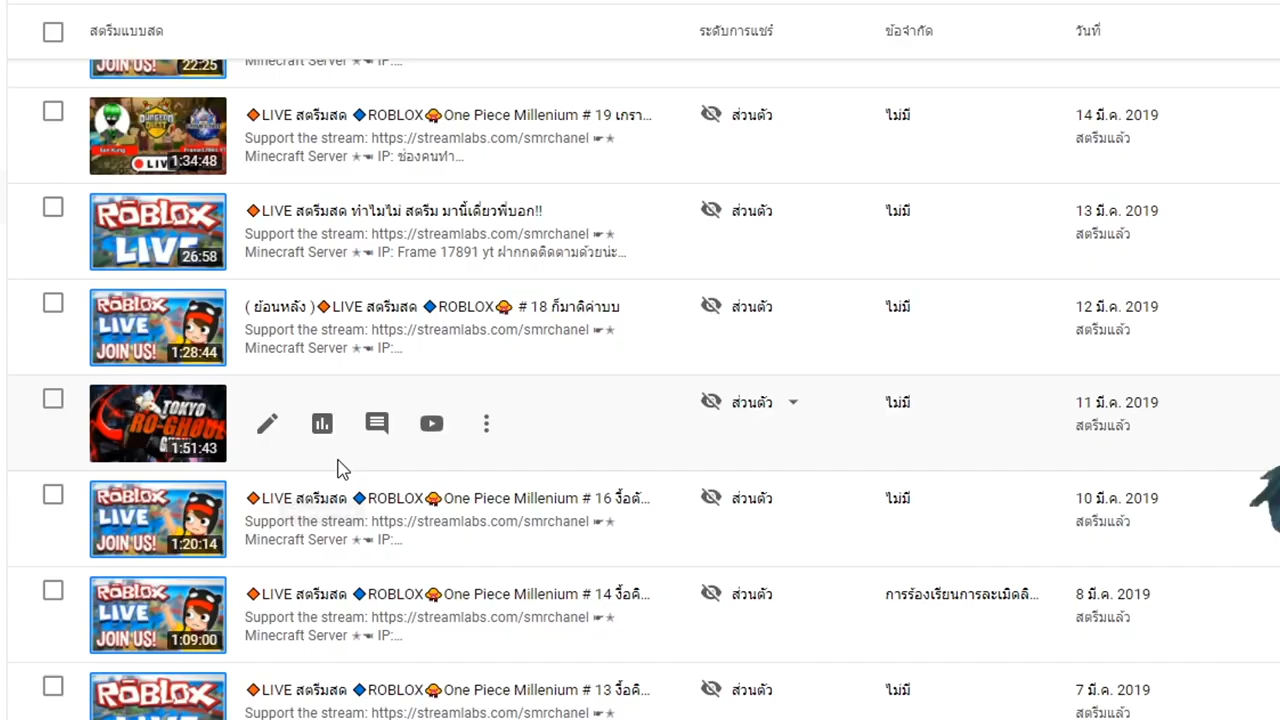 สตรีมแบบสด ระดับการแชร์ ข้อจำกัด วันที่
JOIN US! 22:25 Minecraft Server ★☚ IP:...
DUNGEON QUEST LIV 1:34:48
🔶LIVE สตรีมสด 🔷ROBLOX👒One Piece Millenium # 19 เกรา... ส่วนตัว ไม่มี 14 มี.ค. 2019
Support the stream: https://streamlabs.com/smrchanel ☛★ สตรีมแล้ว
Minecraft Server ★☚ IP: ช่องคนทำ...
ROBLOX LIVE 26:58
🔶LIVE สตรีมสด ทำไมไม่ สตรีม มานี้เดี่ยวพี่บอก!! ส่วนตัว ไม่มี 13 มี.ค. 2019
Support the stream: https://streamlabs.com/smrchanel ☛★ สตรีมแล้ว
Minecraft Server ★☚ IP: Frame 17891 yt ฝากกดติดตามด้วยน่ะ...
ROBLOX LIVE JOIN US! 1:28:44
( ย้อนหลัง )🔶LIVE สตรีมสด 🔷ROBLOX👒 # 18 ก็มาดิค่าบบ ส่วนตัว ไม่มี 12 มี.ค. 2019
Support the stream: https://streamlabs.com/smrchanel ☛★ สตรีมแล้ว
Minecraft Server ★☚ IP:...
TOKYO RO-GHOUL 1:51:43
ส่วนตัว ไม่มี 11 มี.ค. 2019
สตรีมแล้ว
ROBLOX LIVE JOIN US! 1:20:14
🔶LIVE สตรีมสด 🔷ROBLOX👒One Piece Millenium # 16 งื้อตั... ส่วนตัว ไม่มี 10 มี.ค. 2019
Support the stream: https://streamlabs.com/smrchanel ☛★ สตรีมแล้ว
Minecraft Server ★☚ IP:...
ROBLOX LIVE JOIN US! 1:09:00
🔶LIVE สตรีมสด 🔷ROBLOX👒One Piece Millenium # 14 งื้อคิ... ส่วนตัว การร้องเรียนการละเมิดลิ... 8 มี.ค. 2019
Support the stream: https://streamlabs.com/smrchanel ☛★ สตรีมแล้ว
Minecraft Server ★☚ IP:...
ROBLOX
🔶LIVE สตรีมสด 🔷ROBLOX👒One Piece Millenium # 13 งื้อคิ... ส่วนตัว ไม่มี 7 มี.ค. 2019
Support the stream: https://streamlabs.com/smrchanel ☛★ สตรีมแล้ว